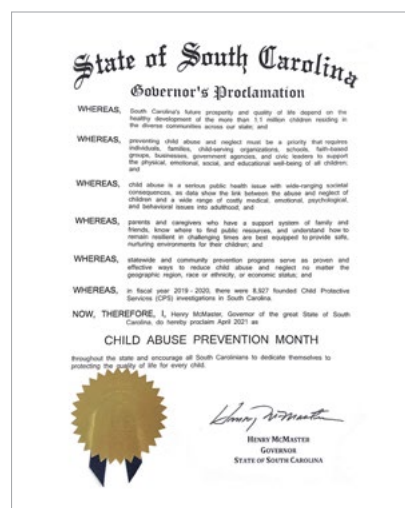 State of South Carolina
Governor's Proclamation
WHEREAS, South Carolina's future prosperity and quality of life depend on the
healthy development of the more than 1.1 million children residing in
the diverse communities across our state; and
WHEREAS, preventing child abuse and neglect must be a priority that requires
individuals, families, child-serving organizations, schools, faith-based
groups, businesses, government agencies, and civic leaders to support
the physical, emotional, social, and educational well-being of all children;
and
WHEREAS, child abuse is a serious public health issue with wide-ranging societal
consequences, as data show the link between the abuse and neglect of
children and a wide range of costly medical, emotional, psychological,
and behavioral issues into adulthood; and
WHEREAS, parents and caregivers who have a support system of family and
friends, know where to find public resources, and understand how to
remain resilient in challenging times are best equipped to provide safe,
nurturing environments for their children; and
WHEREAS, statewide and community prevention programs serve as proven and
effective ways to reduce child abuse and neglect no matter the
geographic region, race or ethnicity, or economic status; and
WHEREAS, in fiscal year 2019 - 2020, there were 8,927 founded Child Protective
Services (CPS) investigations in South Carolina.
NOW, THEREFORE, I, Henry McMaster, Governor of the great State of South
Carolina, do hereby proclaim April 2021 as
CHILD ABUSE PREVENTION MONTH
throughout the state and encourage all South Carolinians to dedicate themselves to
protecting the quality of life for every child.
Henry McMaster
HENRY MCMASTER
GOVERNOR
STATE OF SOUTH CAROLINA